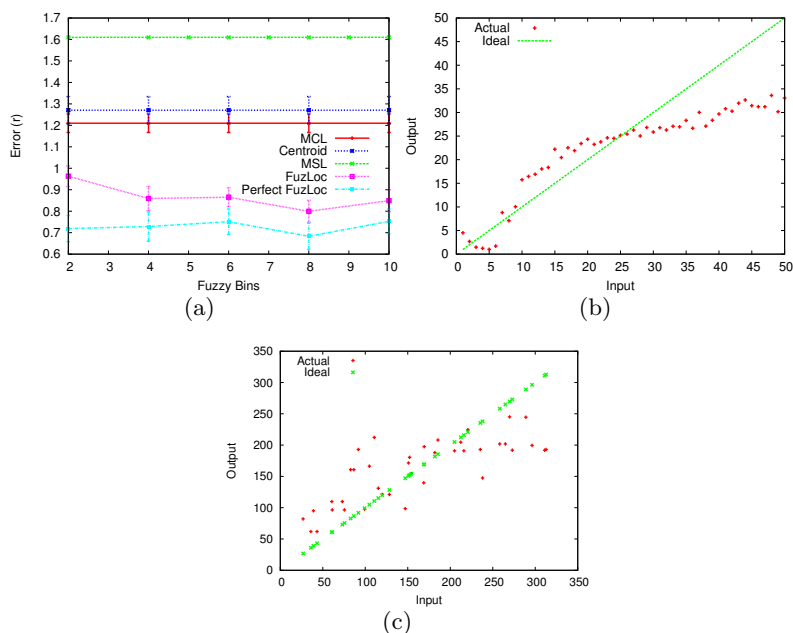 1.7
1.6
1.5
1.4
1.3
1.2
1.1
1
0.9
0.8
0.7
0.6
Error (r)
MCL
Centroid
MSL
FuzLoc
Perfect FuzLoc
2 3 4 5 6 7 8 9 10
Fuzzy Bins
(a)
50
45
40
35
30
25
20
15
10
5
0
Output
Actual
Ideal
0 5 10 15 20 25 30 35 40 45 50
Input
(b)
350
300
250
200
150
100
50
0
Output
Actual
Ideal
0 50 100 150 200 250 300 350
Input
(c)